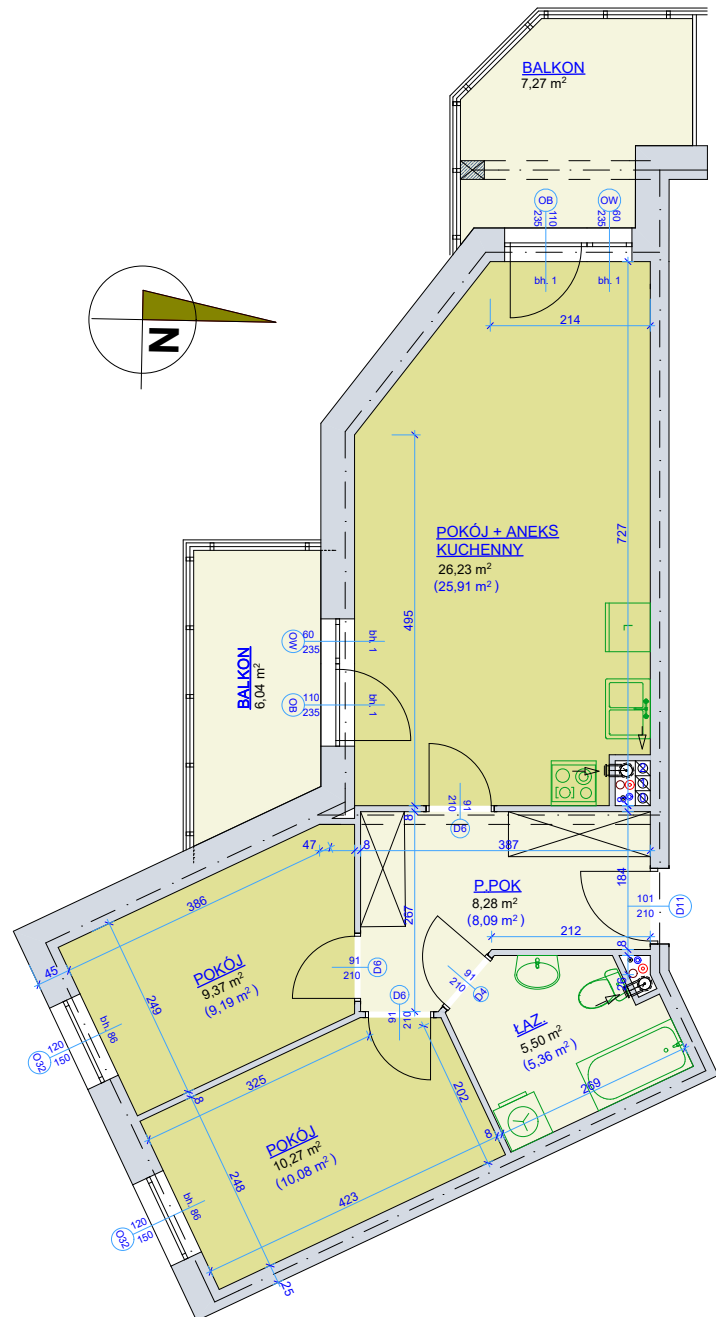 BALKON
7,27 m²
OB
110
235
OW
60
235
bh. 1
bh. 1
214
N
POKÓJ + ANEKS
KUCHENNY
26,23 m²
(25,91 m²)
727
495
L
BALKON
6,04 m²
OW
60
235
bh. 1
OB
110
235
bh. 1
91
210
D6
8
8
47
8
387
P.POK
8,28 m²
(8,09 m²)
184
267
101
210
D11
212
8
26
386
45
POKÓJ
9,37 m²
(9,19 m²)
249
91
210
D6
D6
91
210
91
210
D4
ŁAZ.
5,50 m²
(5,36 m²)
269
bh. 86
120
150
O32
8
325
202
POKÓJ
10,27 m²
(10,08 m²)
8
248
423
bh. 86
120
150
O32
25